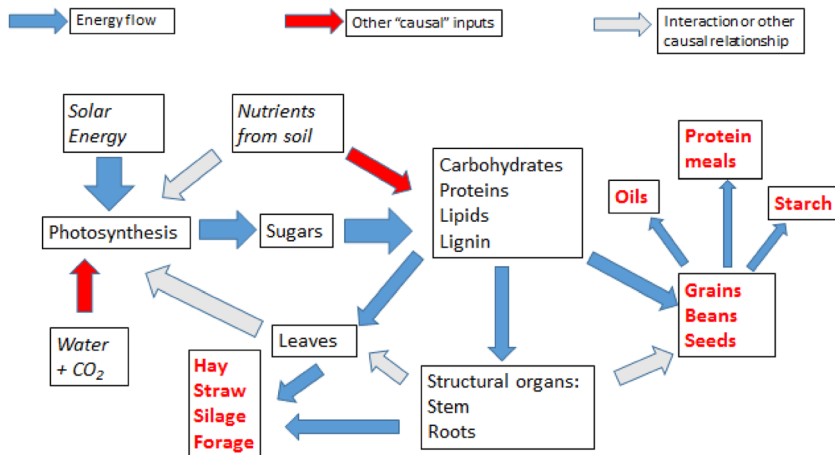 Energy flow
Other “causal” inputs
Interaction or other
causal relationship
Solar
Energy
Nutrients
from soil
Carbohydrates
Proteins
Lipids
Lignin
Protein
meals
Oils
Starch
Photosynthesis
Sugars
Grains
Beans
Seeds
Water
+ CO₂
Leaves
Hay
Straw
Silage
Forage
Structural organs:
Stem
Roots